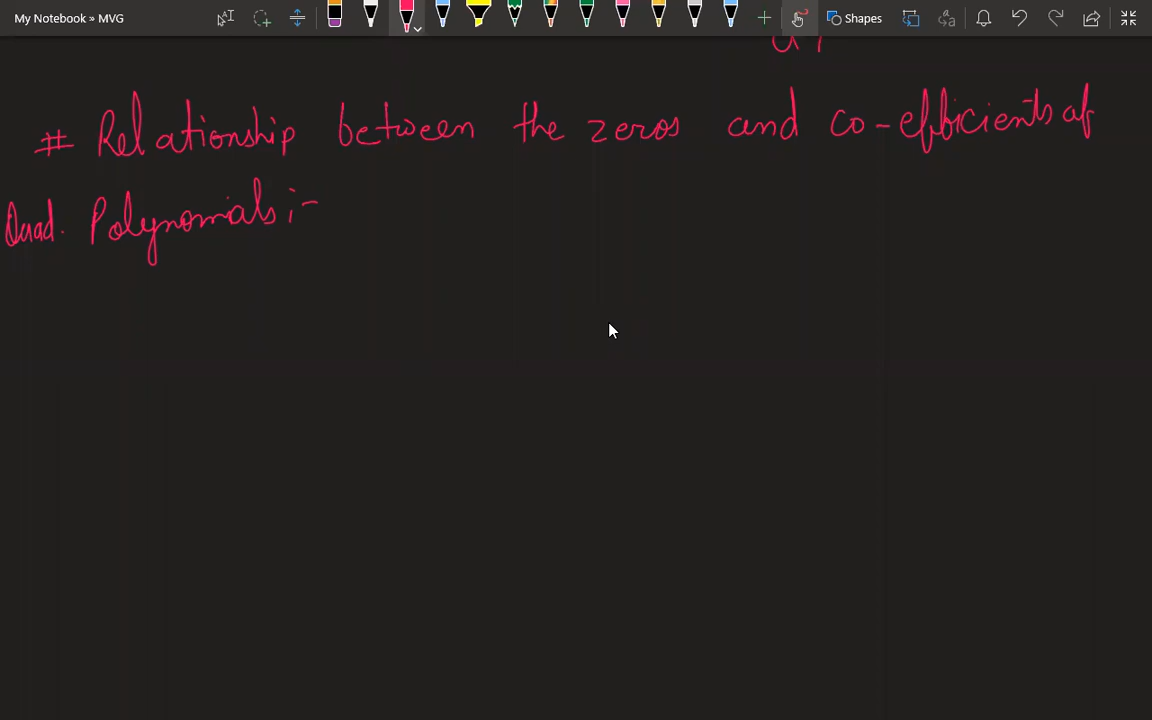 My Notebook » MVG
Shapes
# Relationship between the zeros and co-efficients of
Quad. Polynomials :-